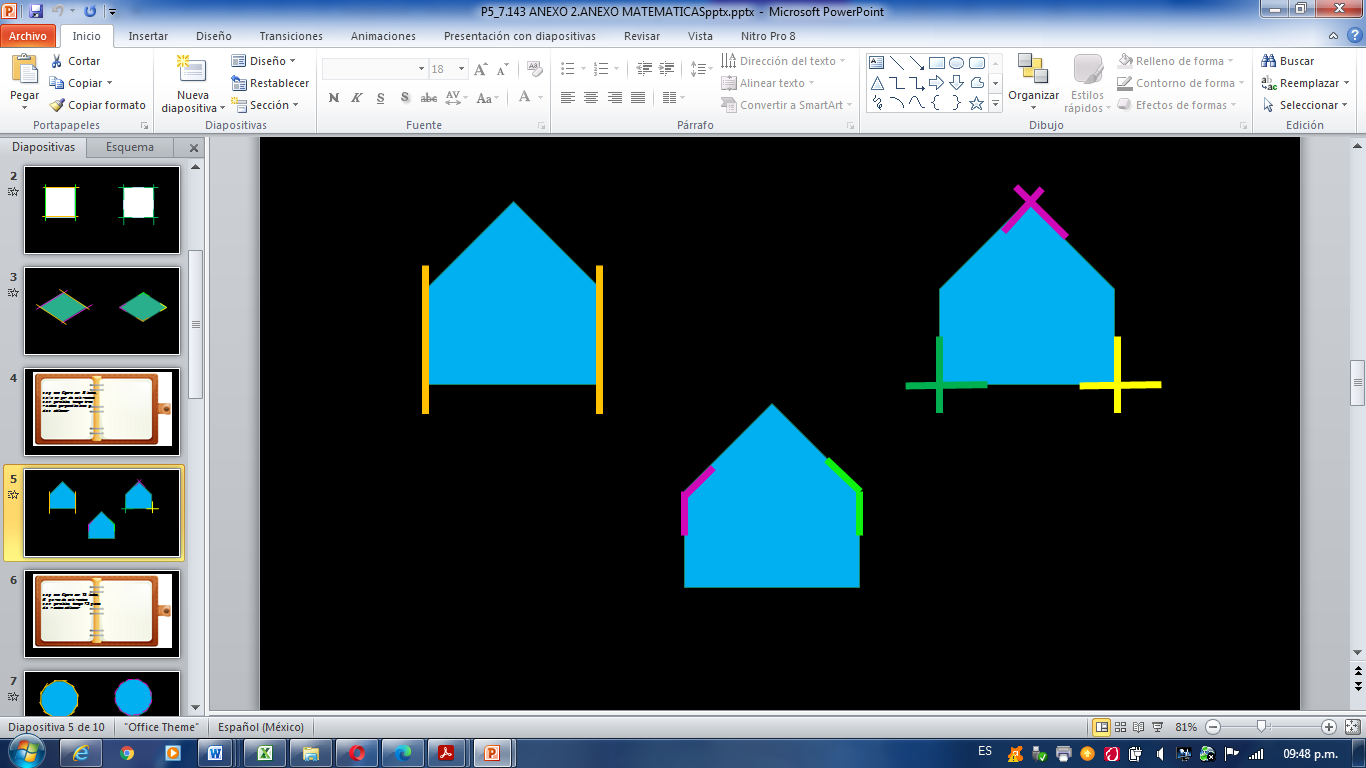 P5_7.143 ANEXO 2.ANEXO MATEMATICASpptx.pptx - Microsoft PowerPoint
Archivo Inicio Insertar Diseño Transiciones Animaciones Presentación con diapositivas Revisar Vista Nitro Pro 8
Pegar
Cortar
Copiar
Copiar formato
Portapapeles
Nueva diapositiva
Diseño
Restablecer
Sección
Diapositivas
18
N K S S abc AV Aa A
Fuente
Dirección del texto
Alinear texto
Convertir a SmartArt
Párrafo
Organizar
Estilos rápidos
Relleno de forma
Contorno de forma
Efectos de formas
Dibujo
Buscar
Reemplazar
Seleccionar
Edición
Diapositivas Esquema
2
3
4
5
6
7
Diapositiva 5 de 10 "Office Theme" Español (México) 81%
ES 09:48 p.m.